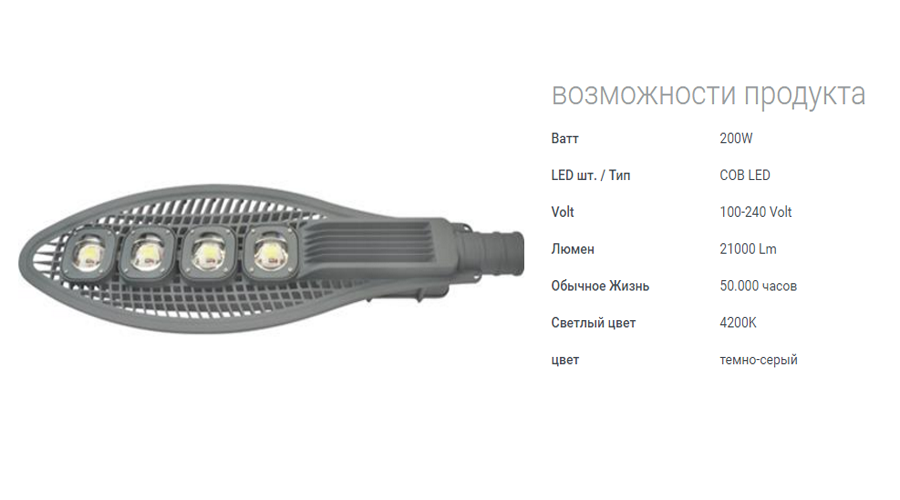 возможности продукта
Ватт 200W
LED шт. / Тип COB LED
Volt 100-240 Volt
Люмен 21000 Lm
Обычное Жизнь 50.000 часов
Светлый цвет 4200K
цвет темно-серый